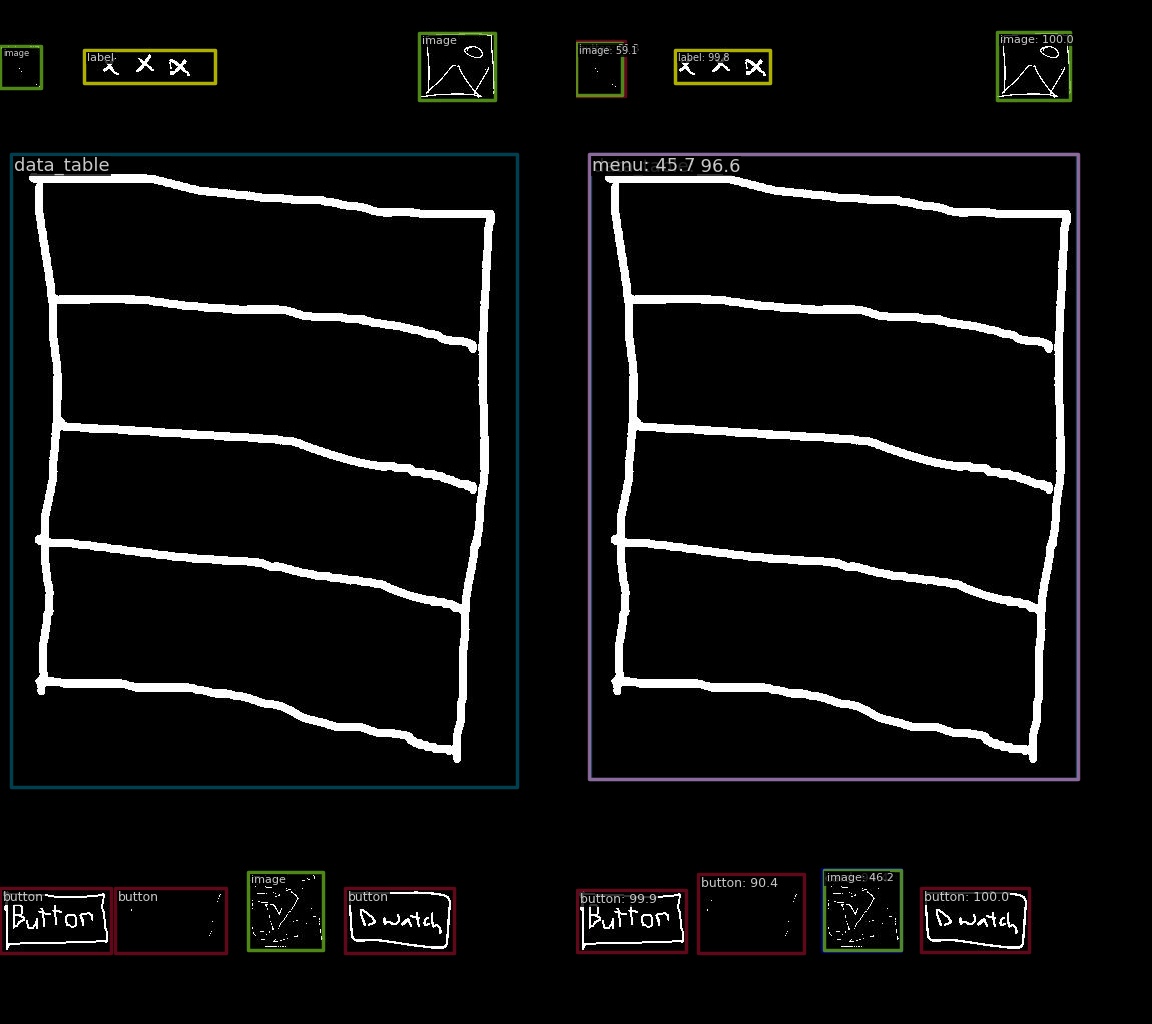 image
label
image
image: 59.1
label: 99.8
image: 100.0
x x x
x x x
data_table
menu: 45.7 96.6
button
button
image
button
button: 99.9
button: 90.4
image: 46.2
button: 100.0
Button
D watch
Button
D watch